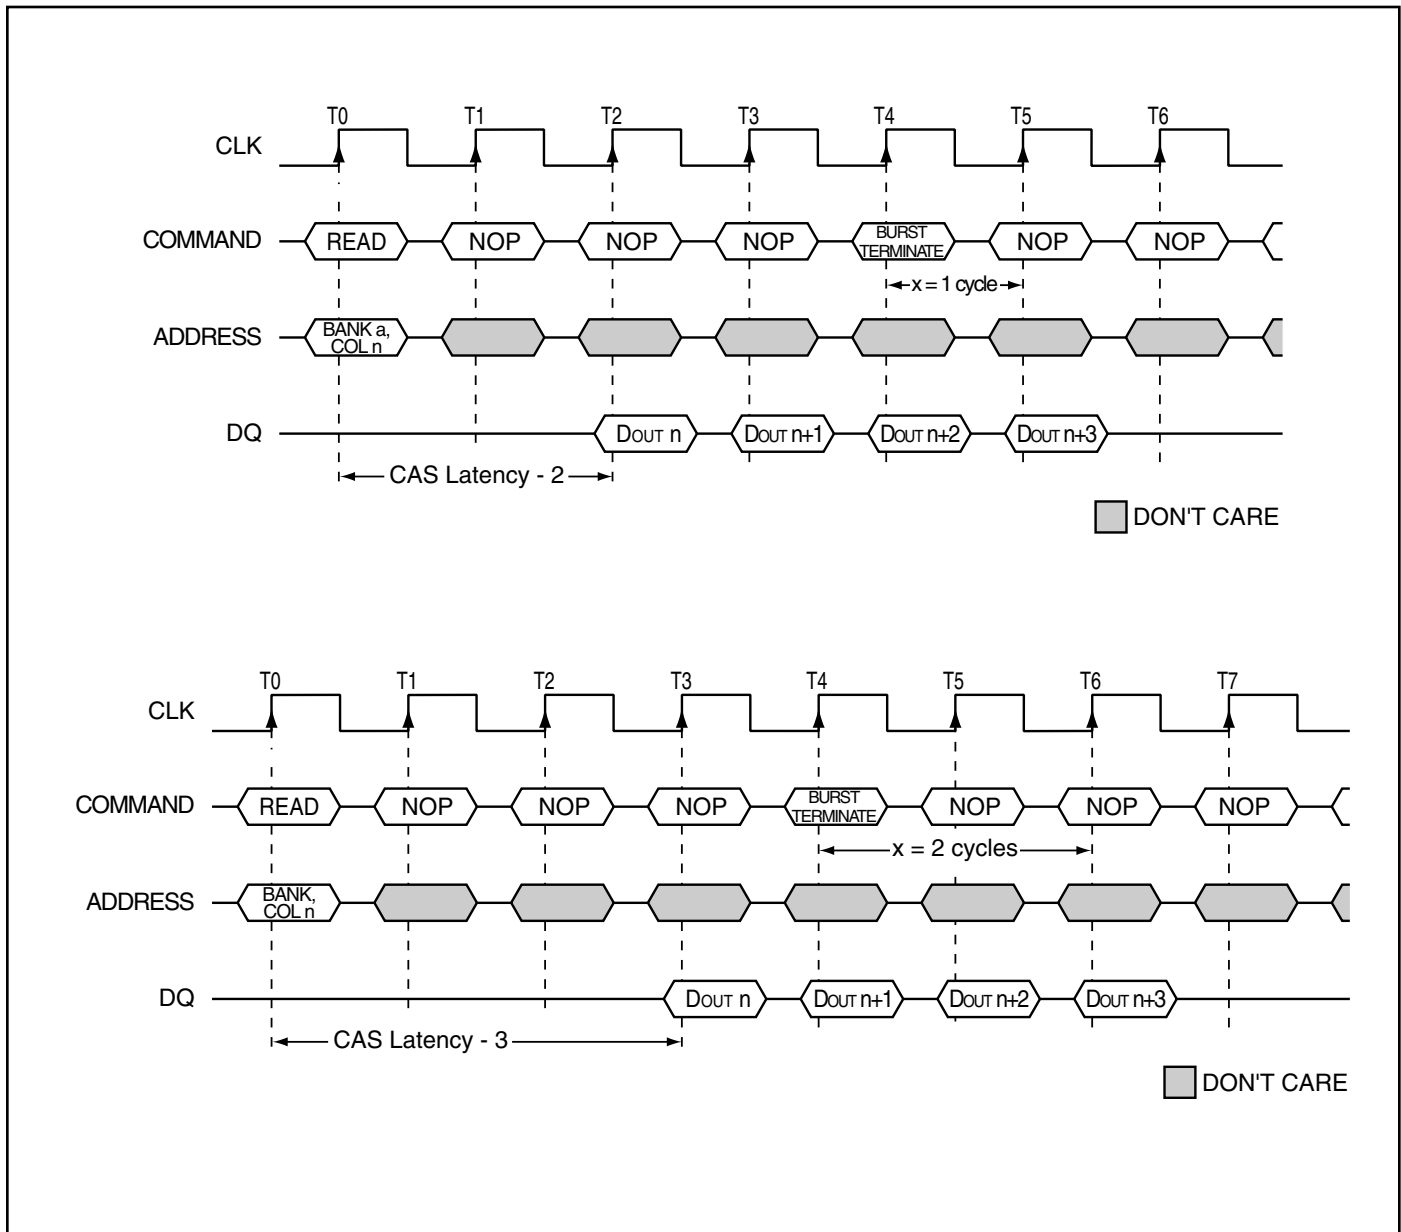 T0 T1 T2 T3 T4 T5 T6
CLK
COMMAND READ NOP NOP NOP BURST TERMINATE NOP NOP
x = 1 cycle
ADDRESS BANK a, COL n
DQ DOUT n DOUT n+1 DOUT n+2 DOUT n+3
CAS Latency - 2
DON'T CARE
T0 T1 T2 T3 T4 T5 T6 T7
CLK
COMMAND READ NOP NOP NOP BURST TERMINATE NOP NOP NOP
x = 2 cycles
ADDRESS BANK, COL n
DQ DOUT n DOUT n+1 DOUT n+2 DOUT n+3
CAS Latency - 3
DON'T CARE